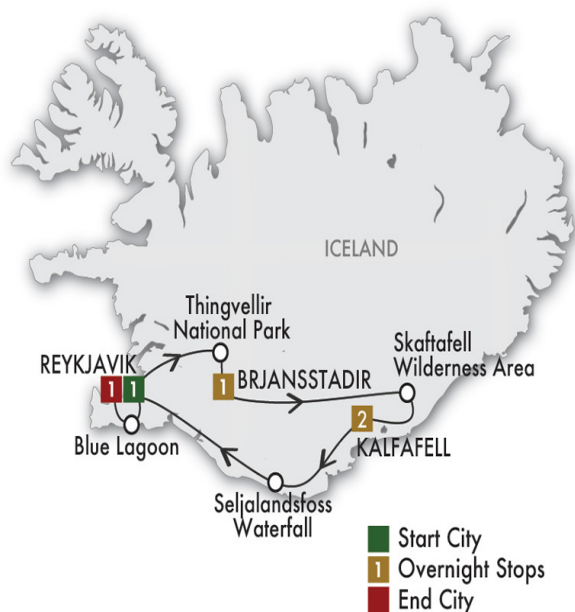 ICELAND
Thingvellir
National Park
Skaftafell
Wilderness Area
REYKJAVIK
1 1
1 BRJANSSTADIR
2
KALFAFELL
Blue Lagoon
Seljalandsfoss
Waterfall
Start City
1 Overnight Stops
End City